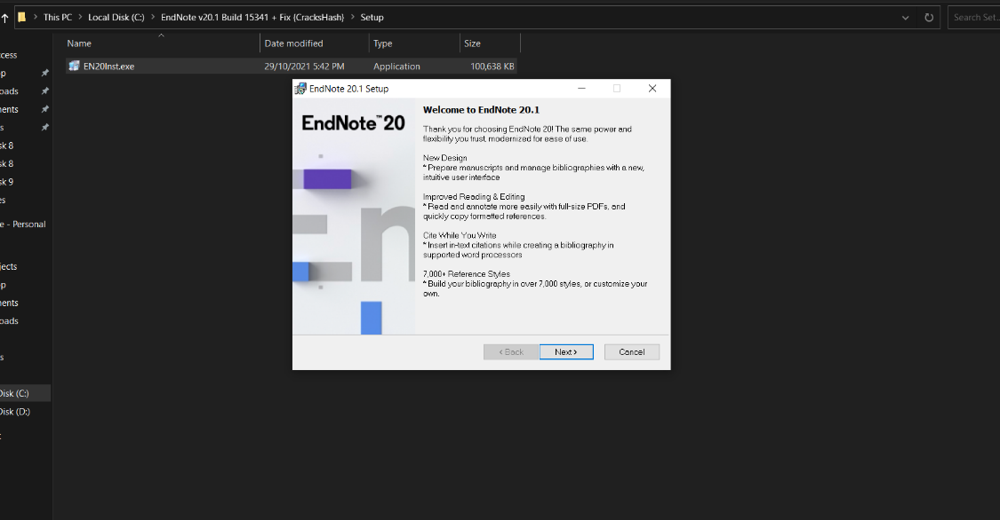 This PC > Local Disk (C:) > EndNote v20.1 Build 15341 + Fix {CracksHash} > Setup
Search Set..
Name
Date modified
Type
Size
EN20Inst.exe
29/10/2021 5:42 PM
Application
100,638 KB
cess
p
oads
ents
s
sk 8
sk 8
sk 9
es
e - Personal
jects
p
ents
oads
s
Disk (C:)
Disk (D:)
EndNote 20.1 Setup
EndNote™ 20
En
Welcome to EndNote 20.1
Thank you for choosing EndNote 20! The same power and
flexibility you trust, modernized for ease of use.
New Design
* Prepare manuscripts and manage bibliographies with a new,
intuitive user interface
Improved Reading & Editing
* Read and annotate more easily with full-size PDFs, and
quickly copy formatted references.
Cite While You Write
* Insert in-text citations while creating a bibliography in
supported word processors
7,000+ Reference Styles
* Build your bibliography in over 7,000 styles, or customize your
own.
< Back
Next >
Cancel